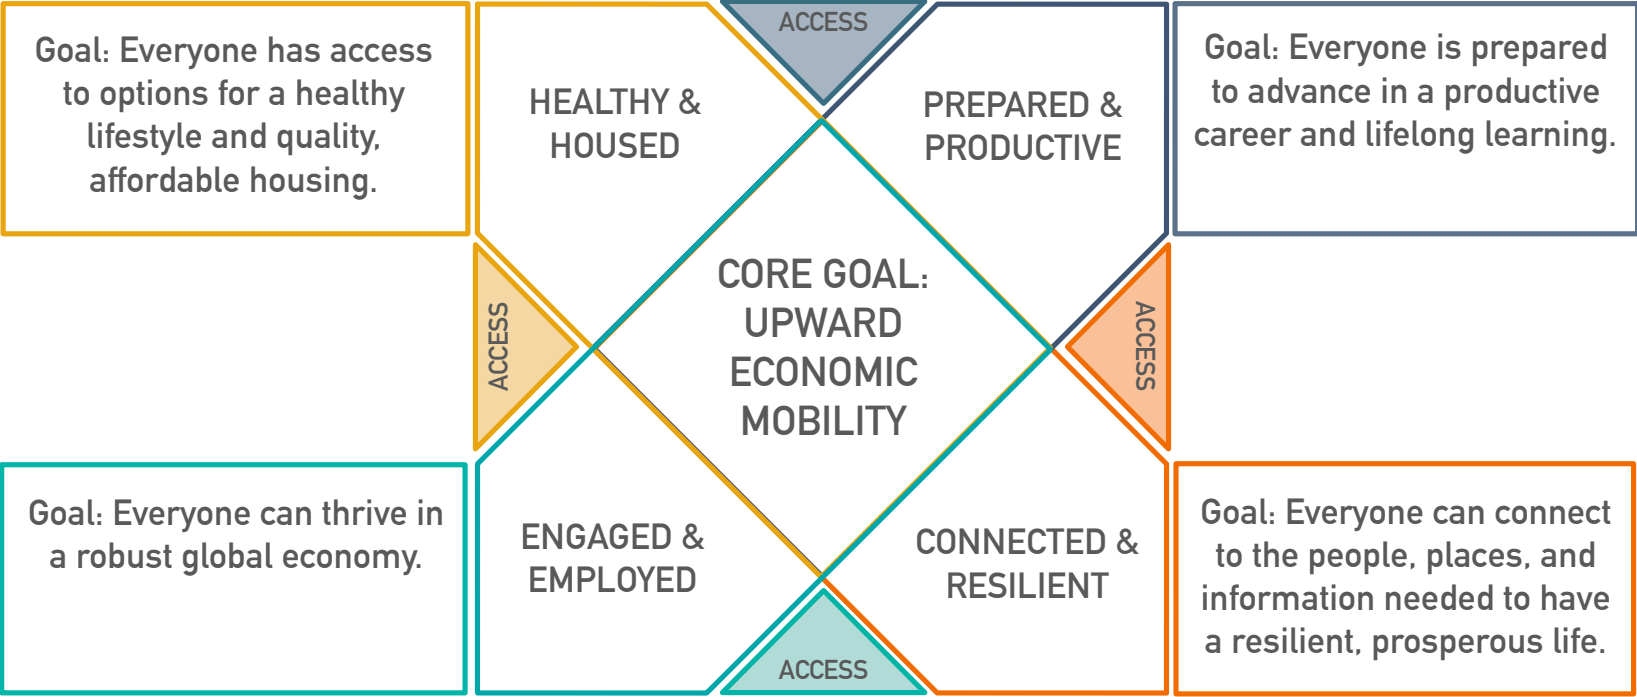 Goal: Everyone has access
to options for a healthy
lifestyle and quality,
affordable housing.
HEALTHY &
HOUSED
ACCESS
PREPARED &
PRODUCTIVE
Goal: Everyone is prepared
to advance in a productive
career and lifelong learning.
ACCESS
CORE GOAL:
UPWARD
ECONOMIC
MOBILITY
ACCESS
Goal: Everyone can thrive in
a robust global economy.
ENGAGED &
EMPLOYED
ACCESS
CONNECTED &
RESILIENT
Goal: Everyone can connect
to the people, places, and
information needed to have
a resilient, prosperous life.